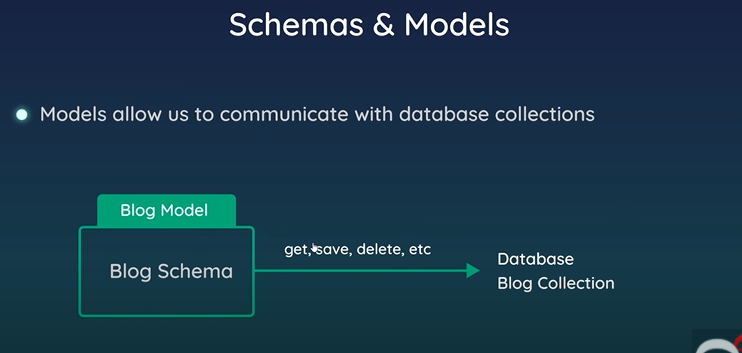 Schemas & Models
Models allow us to communicate with database collections
Blog Model
Blog Schema
get, save, delete, etc
Database
Blog Collection